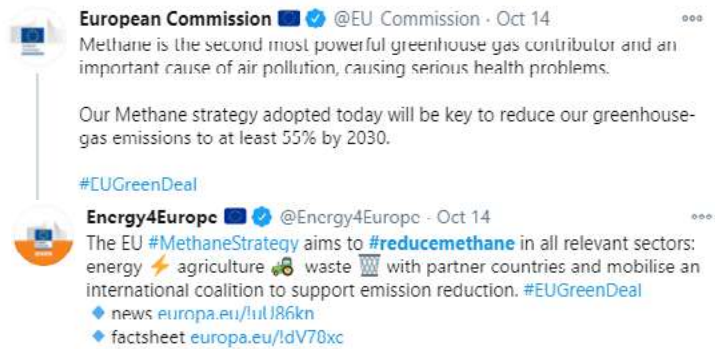 European Commission @EU Commission · Oct 14
Methane is the second most powerful greenhouse gas contributor and an
important cause of air pollution, causing serious health problems.
Our Methane strategy adopted today will be key to reduce our greenhouse-
gas emissions to at least 55% by 2030.
#EUGreenDeal
Energy4Europe @Energy4Europe · Oct 14
The EU #MethaneStrategy aims to #reducemethane in all relevant sectors:
energy ⚡ agriculture 🚜 waste 🗑 with partner countries and mobilise an
international coalition to support emission reduction. #EUGreenDeal
🔹 news europa.eu/!uU86kn
🔹 factsheet europa.eu/!dV78xc